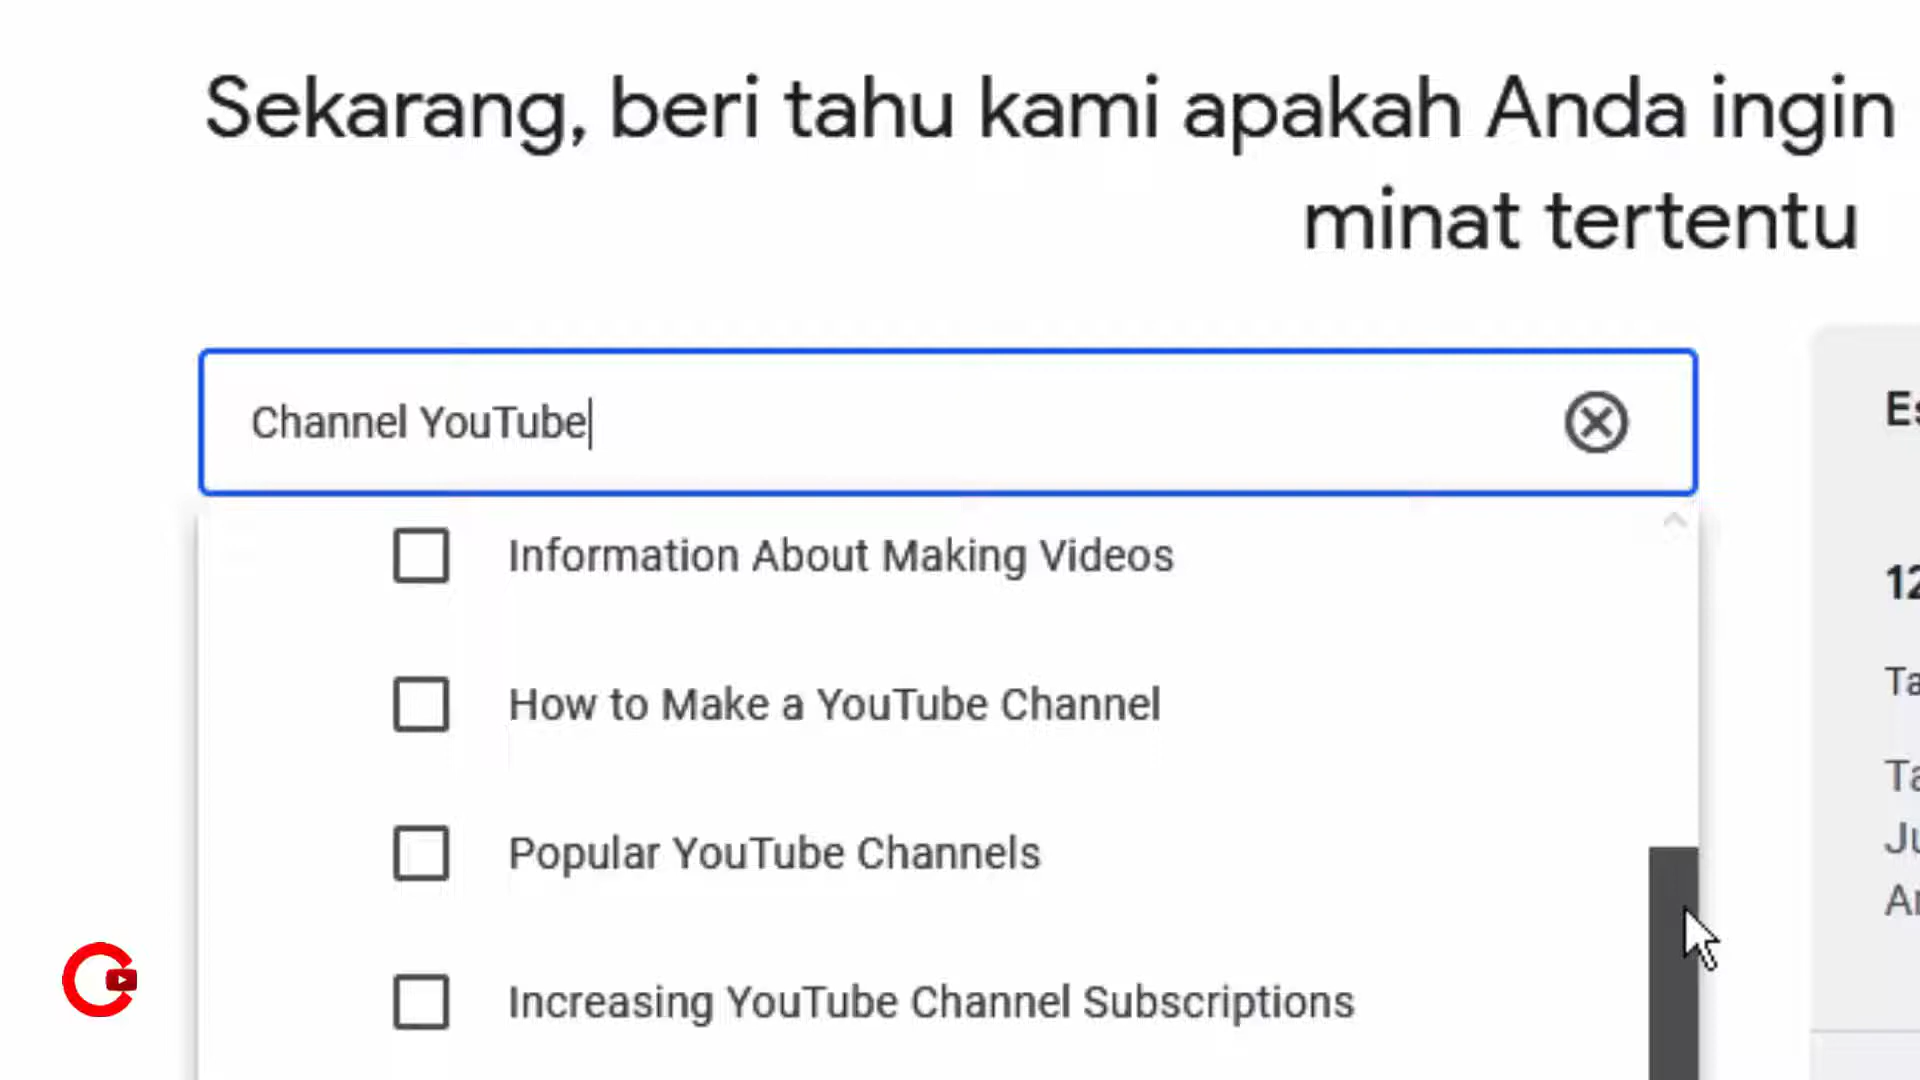 Sekarang, beri tahu kami apakah Anda ingin
minat tertentu
Channel YouTube
Information About Making Videos
How to Make a YouTube Channel
Popular YouTube Channels
Increasing YouTube Channel Subscriptions